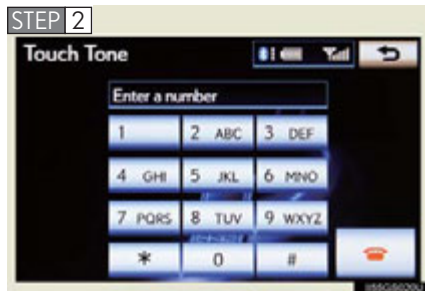 STEP 2
Touch Tone
Enter a number
1 2 ABC 3 DEF
4 GHI 5 JKL 6 MNO
7 PQRS 8 TUV 9 WXYZ
* 0 #